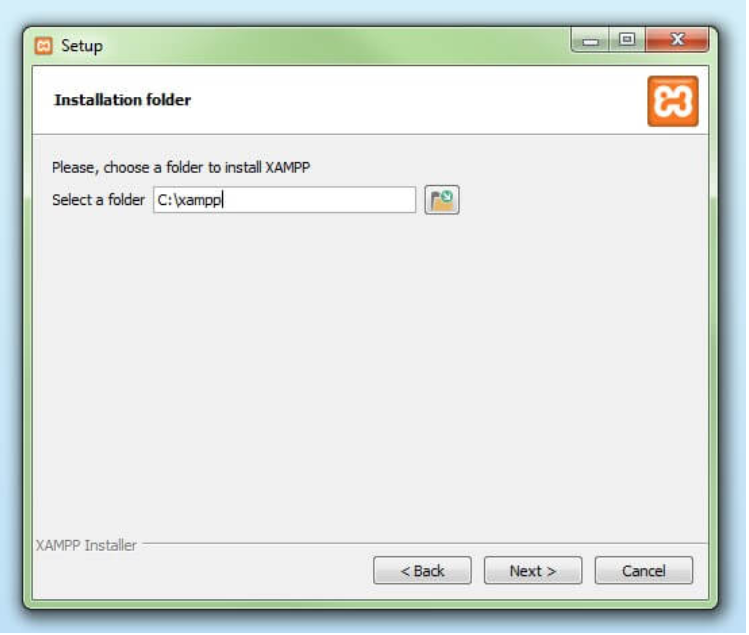 Setup
Installation folder
Please, choose a folder to install XAMPP
Select a folder C:\xampp
XAMPP Installer
< Back Next > Cancel